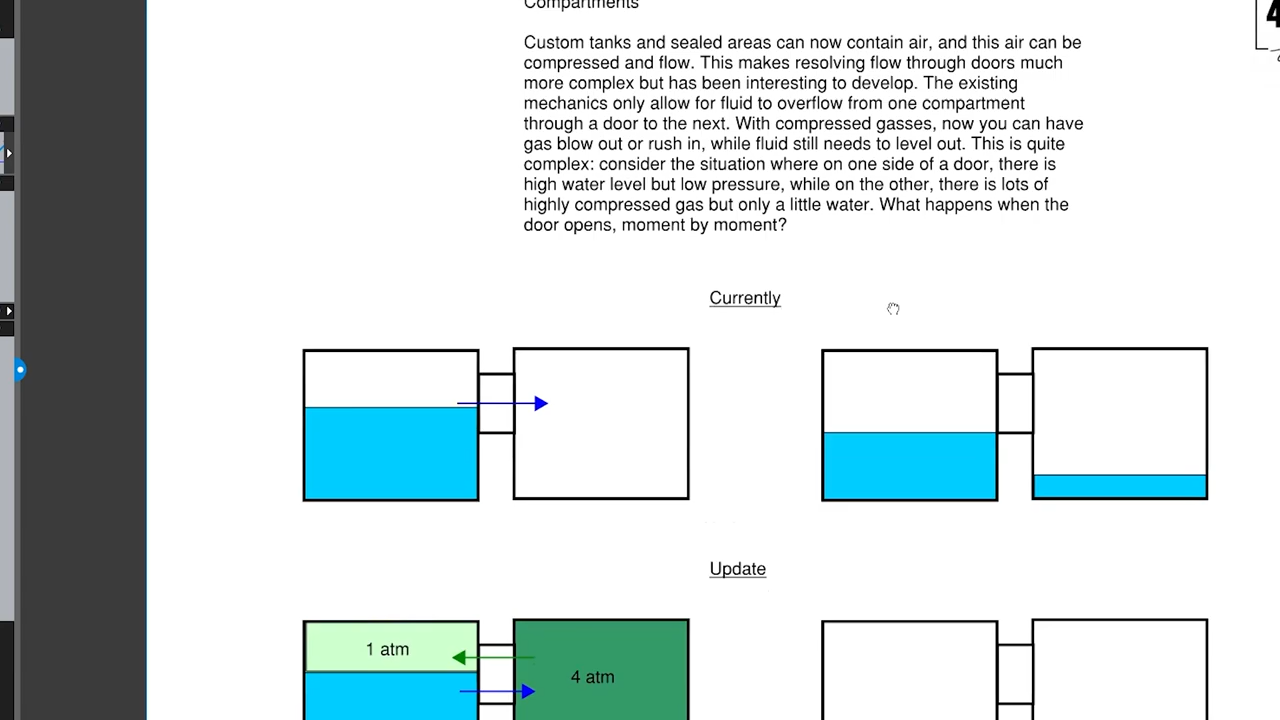 Compartments
4
Custom tanks and sealed areas can now contain air, and this air can be
compressed and flow. This makes resolving flow through doors much
more complex but has been interesting to develop. The existing
mechanics only allow for fluid to overflow from one compartment
through a door to the next. With compressed gasses, now you can have
gas blow out or rush in, while fluid still needs to level out. This is quite
complex: consider the situation where on one side of a door, there is
high water level but low pressure, while on the other, there is lots of
highly compressed gas but only a little water. What happens when the
door opens, moment by moment?
Currently
Update
1 atm
4 atm